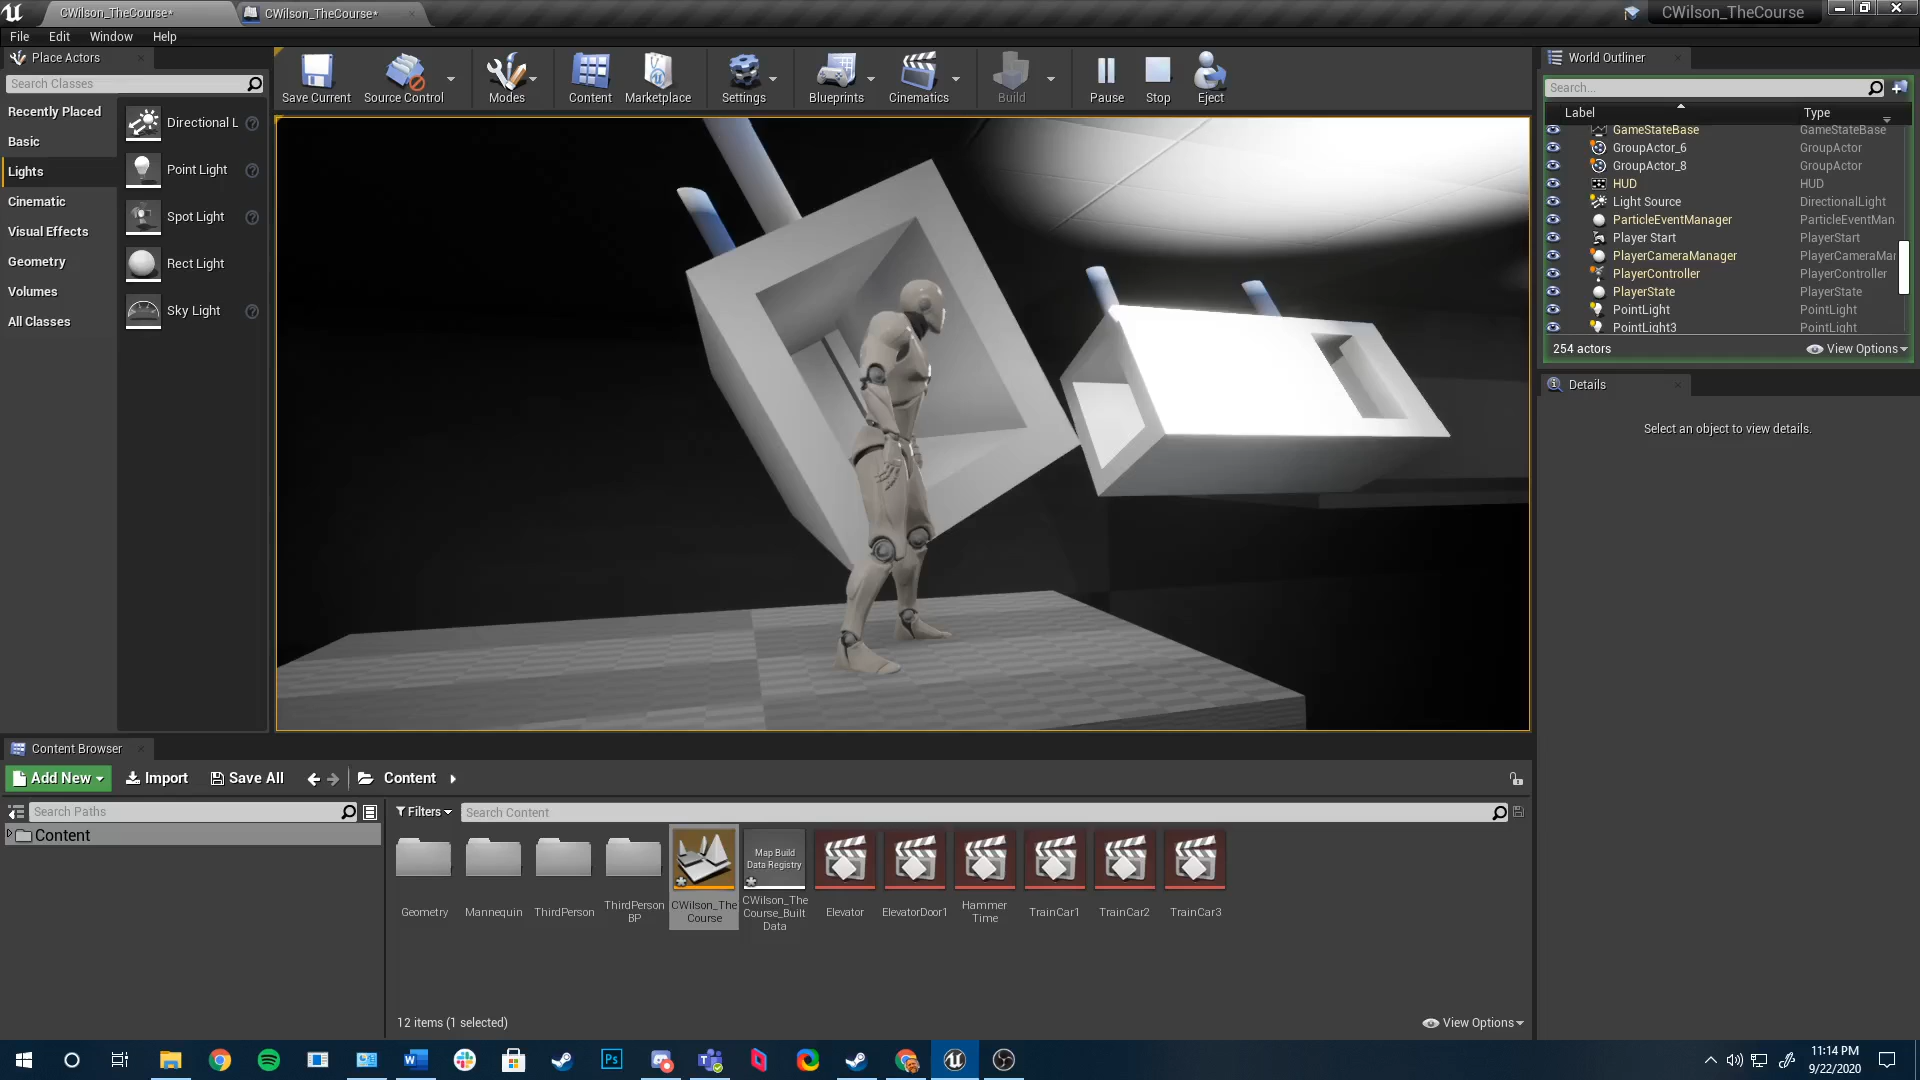 CWilson_TheCourse*
CWilson_TheCourse*
CWilson_TheCourse
File Edit Window Help
Place Actors
Search Classes
Recently Placed
Basic
Lights
Cinematic
Visual Effects
Geometry
Volumes
All Classes
Directional L
Point Light
Spot Light
Rect Light
Sky Light
Save Current
Source Control
Modes
Content
Marketplace
Settings
Blueprints
Cinematics
Build
Pause
Stop
Eject
World Outliner
Search...
Label Type
GameStateBase GameStateBase
GroupActor_6 GroupActor
GroupActor_8 GroupActor
HUD HUD
Light Source DirectionalLight
ParticleEventManager ParticleEventMan
Player Start PlayerStart
PlayerCameraManager PlayerCameraMar
PlayerController PlayerController
PlayerState PlayerState
PointLight PointLight
PointLight3 PointLight
254 actors View Options
Details
Select an object to view details.
Content Browser
Add New Import Save All Content
Search Paths
Content
Filters Search Content
Geometry
Mannequin
ThirdPerson
ThirdPerson
BP
CWilson_The
Course
Map Build
Data Registry
CWilson_The
Course_Built
Data
Elevator
ElevatorDoor1
Hammer
Time
TrainCar1
TrainCar2
TrainCar3
12 items (1 selected) View Options
Ps
11:14 PM
9/22/2020